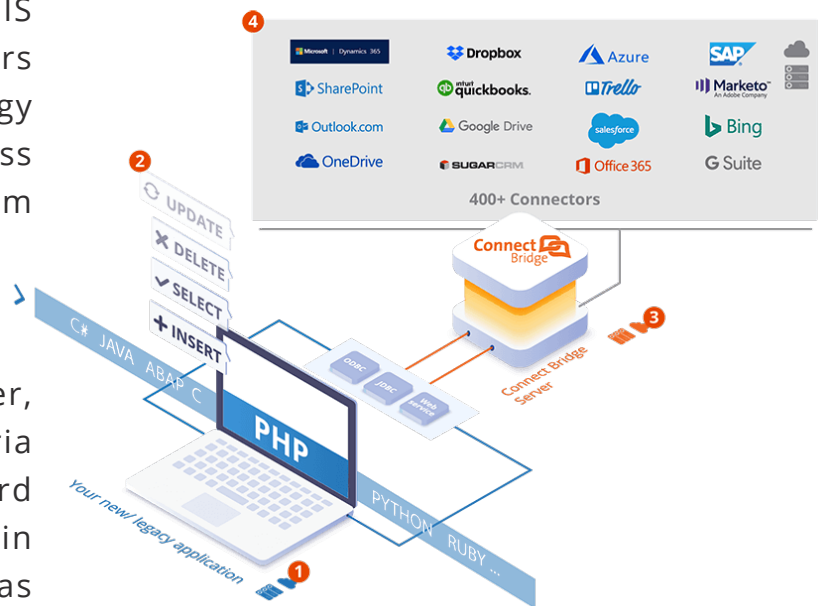 IS
rs
gy
ss
m
er,
ria
rd
in
as
4
Microsoft | Dynamics 365
Dropbox
Azure
SAP
SharePoint
intuit
quickbooks.
Trello
Marketo™
An Adobe Company
Outlook.com
Google Drive
salesforce
Bing
OneDrive
SUGARCRM
Office 365
G Suite
400+ Connectors
2
UPDATE
DELETE
SELECT
INSERT
Connect
Bridge
3
Connect Bridge
Server
ODBC
JDBC
Web
service
C# JAVA ABAP C
PHP
PYTHON RUBY ...
Your new/ legacy application
1